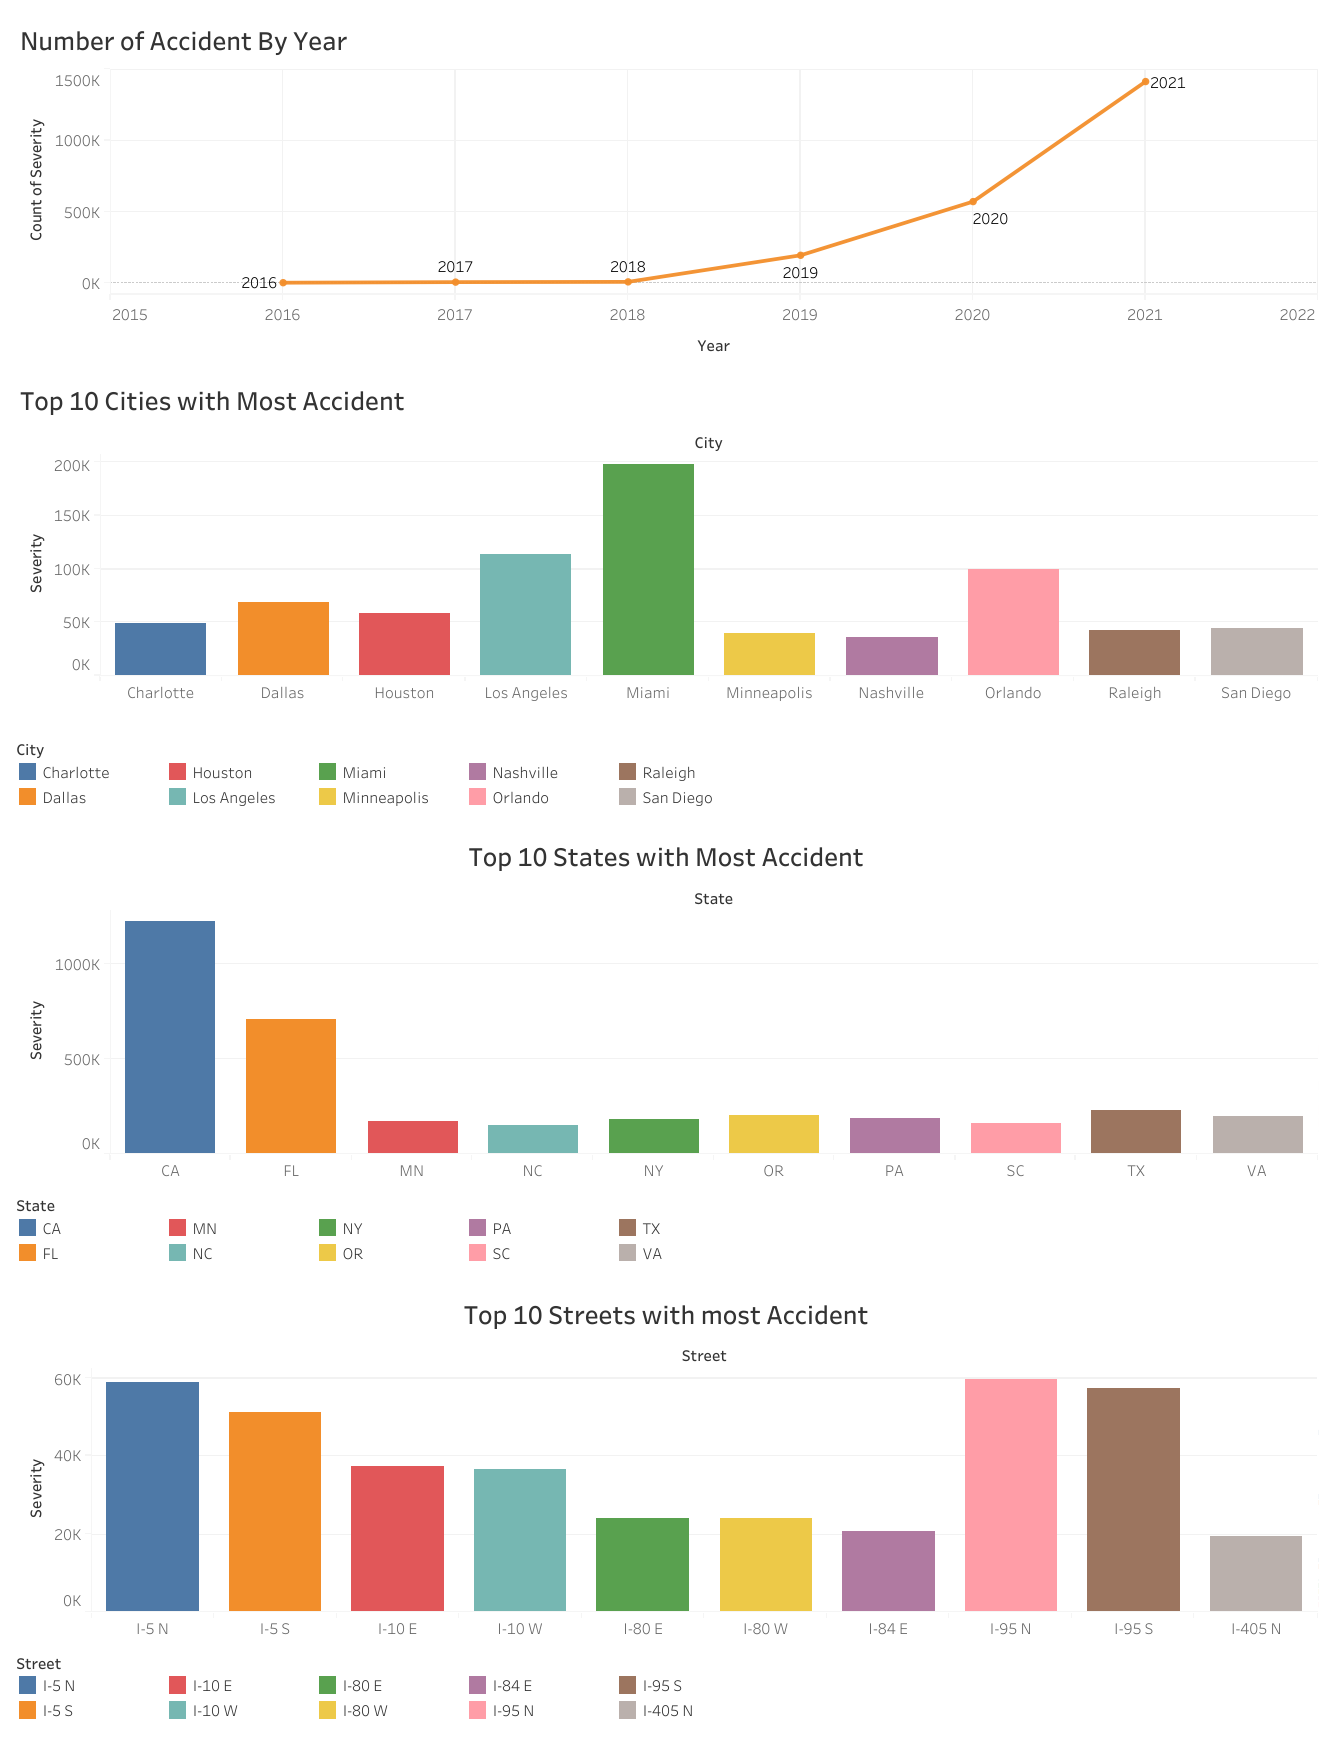 Number of Accident By Year
1500K
1000K
500K
0K
Count of Severity
2016
2017
2018
2019
2020
2021
2015 2016 2017 2018 2019 2020 2021 2022
Year
Top 10 Cities with Most Accident
City
200K
150K
100K
50K
0K
Severity
Charlotte Dallas Houston Los Angeles Miami Minneapolis Nashville Orlando Raleigh San Diego
City
Charlotte Houston Miami Nashville Raleigh
Dallas Los Angeles Minneapolis Orlando San Diego
Top 10 States with Most Accident
State
1000K
500K
0K
Severity
CA FL MN NC NY OR PA SC TX VA
State
CA MN NY PA TX
FL NC OR SC VA
Top 10 Streets with most Accident
Street
60K
40K
20K
0K
Severity
I-5 N I-5 S I-10 E I-10 W I-80 E I-80 W I-84 E I-95 N I-95 S I-405 N
Street
I-5 N I-10 E I-80 E I-84 E I-95 S
I-5 S I-10 W I-80 W I-95 N I-405 N